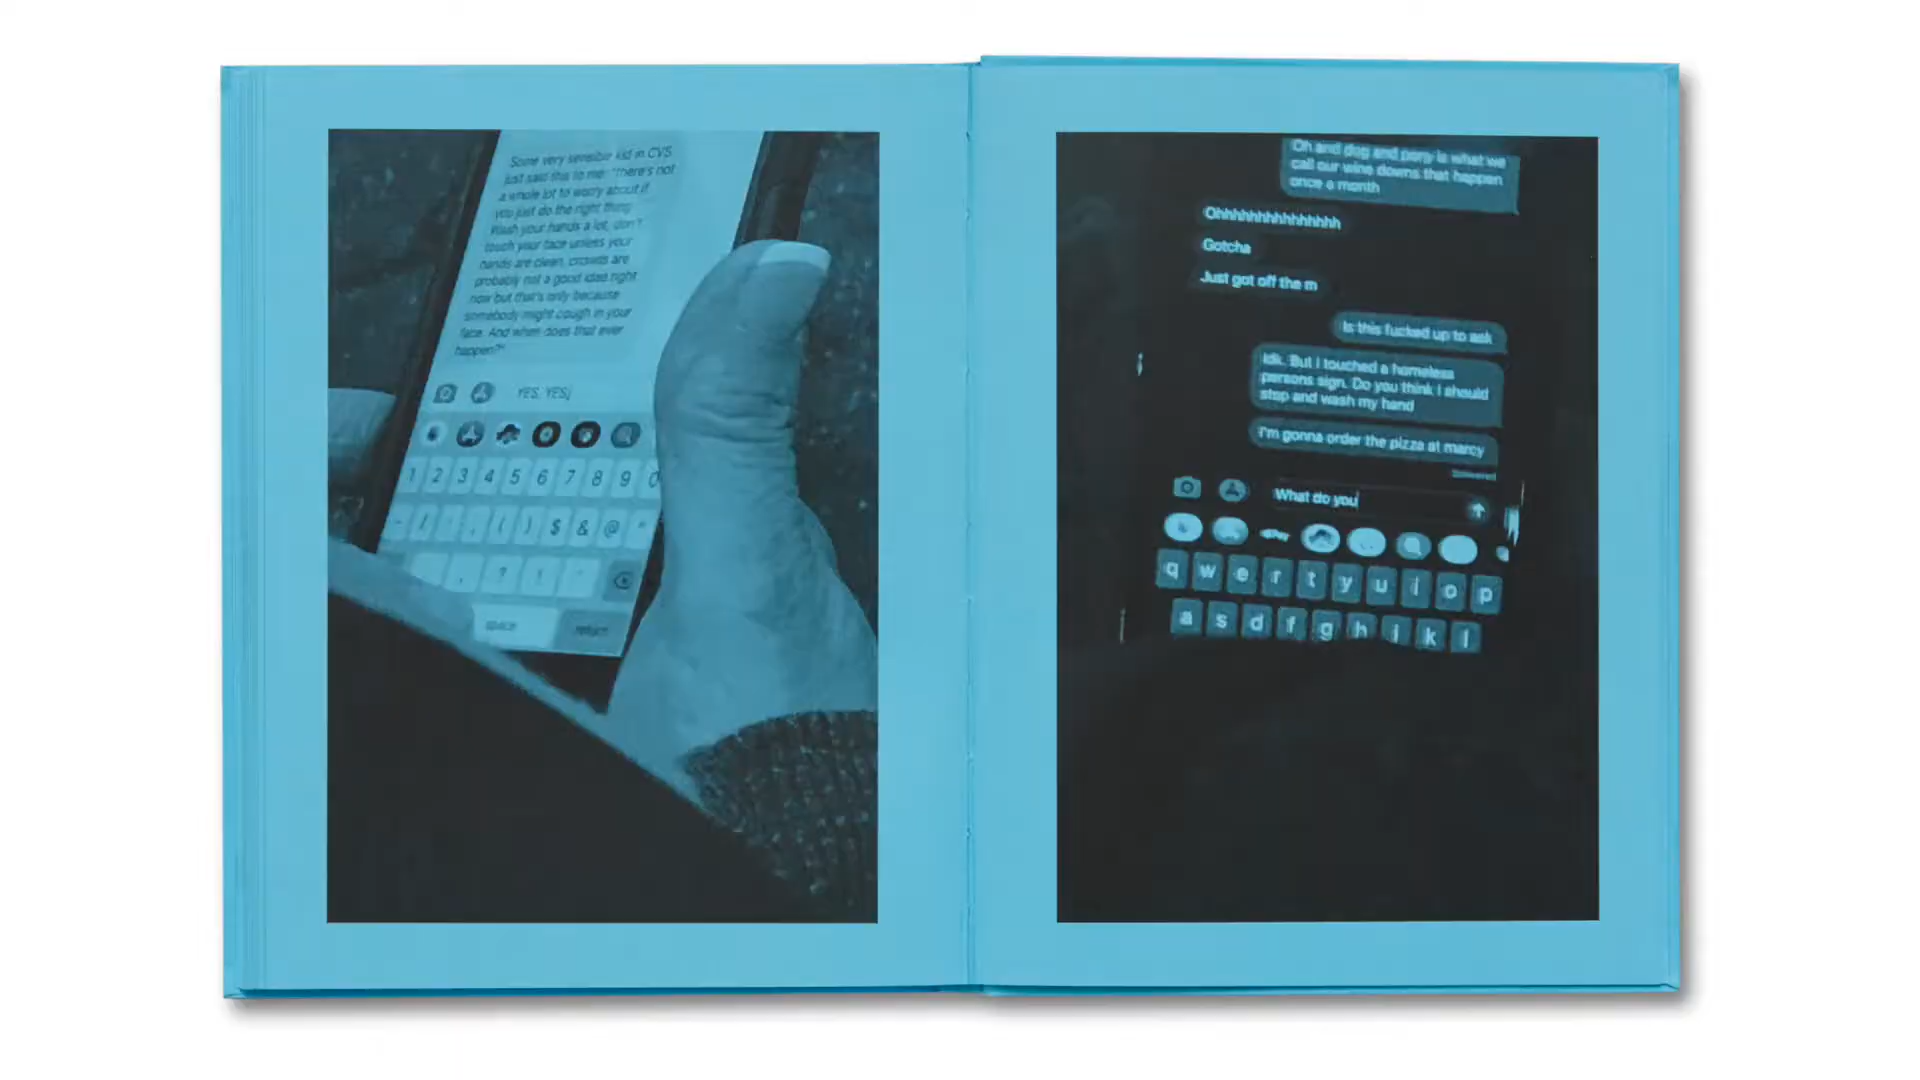 Some very sensible kid in CVS
just said this to me: "there's not
a whole lot to worry about if
you just do the right thing.
Wash your hands a lot, don't
touch your face unless your
hands are clean, crowds are
probably not a good idea right
now but that's only because
somebody might cough in your
face. And when does that ever
happen?"
YES, YES,
1 2 3 4 5 6 7 8 9 0
- / : ; ( ) $ & @ "
. , ? ! '
space return
Oh and dog and pony is what we
call our wine downs that happen
once a month
Ohhhhhhhhhhhhhhh
Gotcha
Just got off the m
Is this fucked up to ask
Idk. But I touched a homeless
persons sign. Do you think I should
stop and wash my hand
I'm gonna order the pizza at marcy
Delivered
What do you
Pay
q w e r t y u i o p
a s d f g h j k l